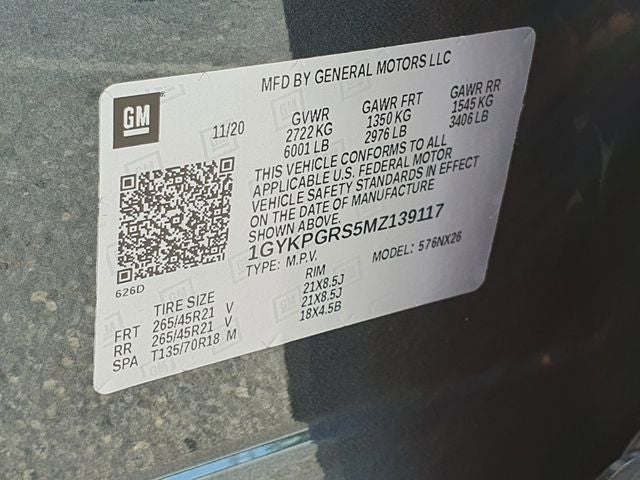 MFD BY GENERAL MOTORS LLC
GM
11/20
GVWR
2722 KG
6001 LB
GAWR FRT
1350 KG
2976 LB
GAWR RR
1545 KG
3406 LB
THIS VEHICLE CONFORMS TO ALL
APPLICABLE U.S. FEDERAL MOTOR
VEHICLE SAFETY STANDARDS IN EFFECT
ON THE DATE OF MANUFACTURE
SHOWN ABOVE
1GYKPGRS5MZ139117
TYPE: M.P.V. MODEL: 576NX26
626D
TIRE SIZE RIM
FRT 265/45R21 V 21X8.5J
RR 265/45R21 V 21X8.5J
SPA T135/70R18 M 18X4.5B